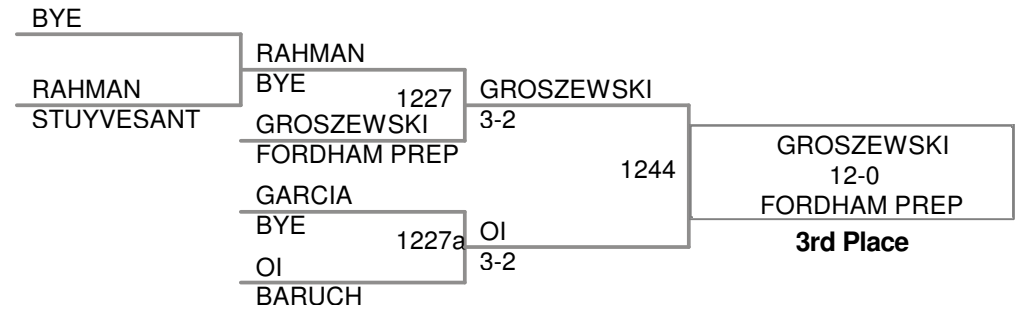 BYE
RAHMAN
STUYVESANT
RAHMAN
BYE
1227
GROSZEWSKI
FORDHAM PREP
GARCIA
BYE
1227a
OI
BARUCH
GROSZEWSKI
3-2
1244
OI
3-2
GROSZEWSKI
12-0
FORDHAM PREP
3rd Place